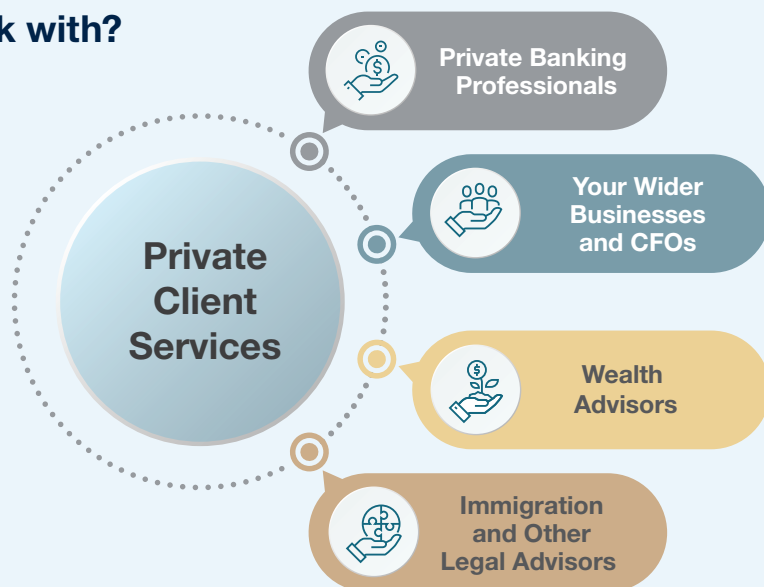 with?
Private Banking
Professionals
Your Wider
Businesses
and CFOs
Private
Client
Services
Wealth
Advisors
Immigration
and Other
Legal Advisors